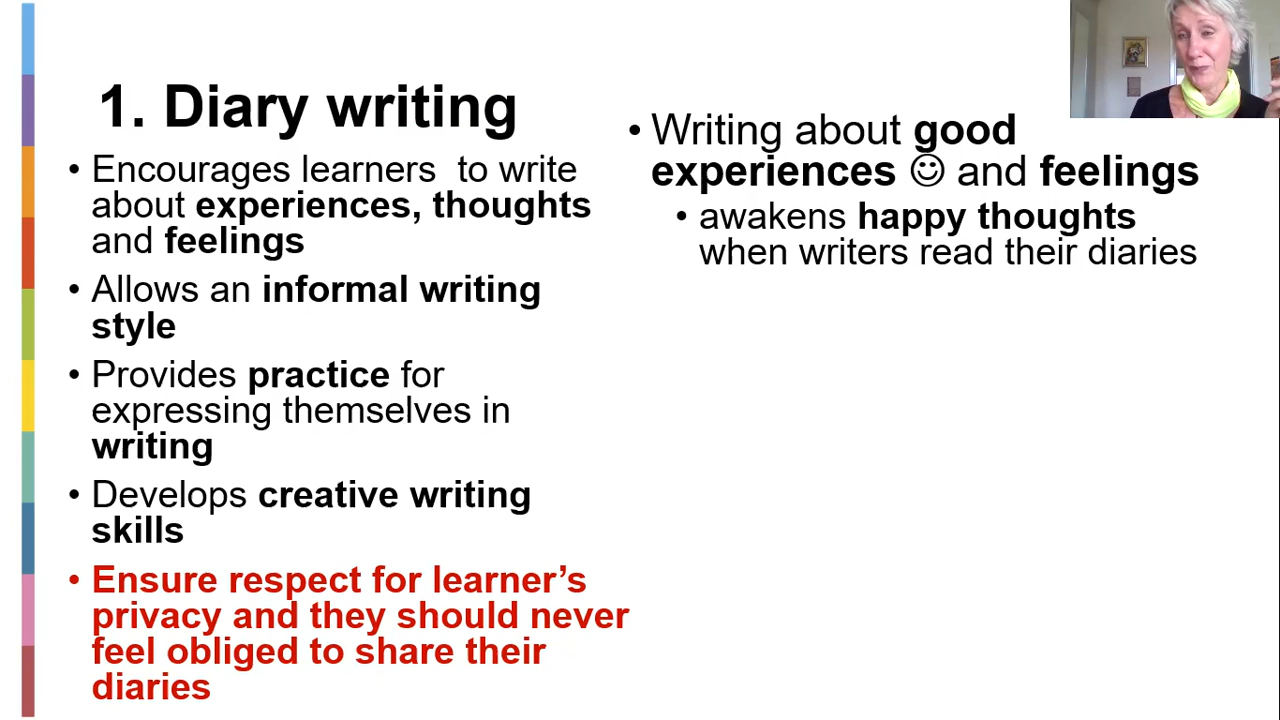 1. Diary writing
• Encourages learners  to write
about experiences, thoughts
and feelings
• Allows an informal writing
style
• Provides practice for
expressing themselves in
writing
• Develops creative writing
skills
• Ensure respect for learner’s
privacy and they should never
feel obliged to share their
diaries
• Writing about good
experiences ☺ and feelings
• awakens happy thoughts
when writers read their diaries